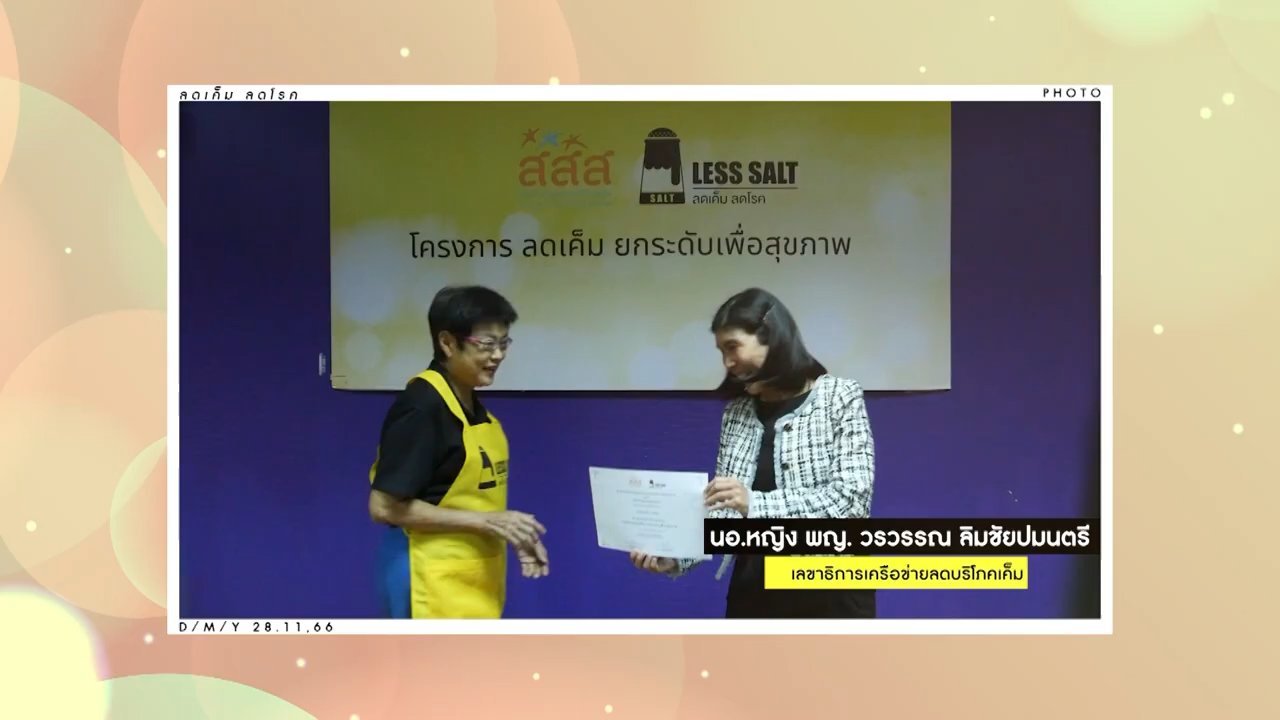 ลดเค็ม ลดโรค
PHOTO
สสส
SALT
LESS SALT
ลดเค็ม ลดโรค
โครงการ ลดเค็ม ยกระดับเพื่อสุขภาพ
สสส
นอ.หญิง พญ. วรวรรณ ลิมชัยปมนตรี
เลขาธิการเครือข่ายลดบริโภคเค็ม
D/M/Y 28.11.66